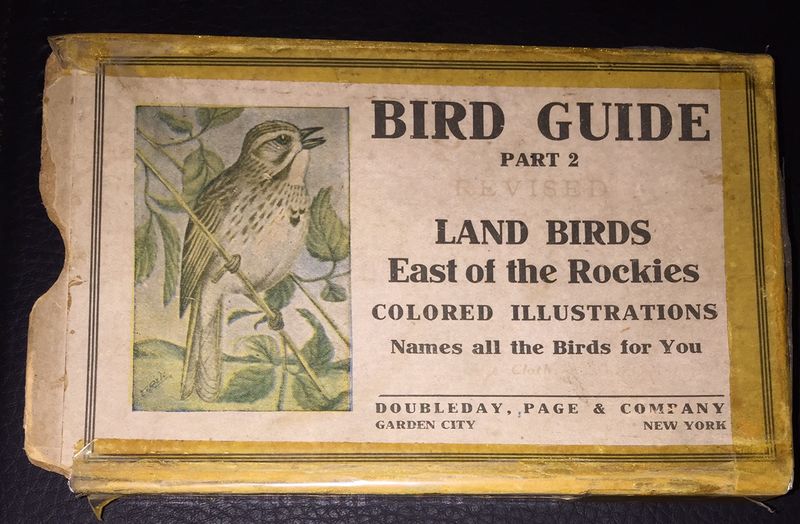 BIRD GUIDE
PART 2
REVISED
LAND BIRDS
East of the Rockies
COLORED ILLUSTRATIONS
Names all the Birds for You
Cloth
DOUBLEDAY, PAGE & COMPANY
GARDEN CITY NEW YORK